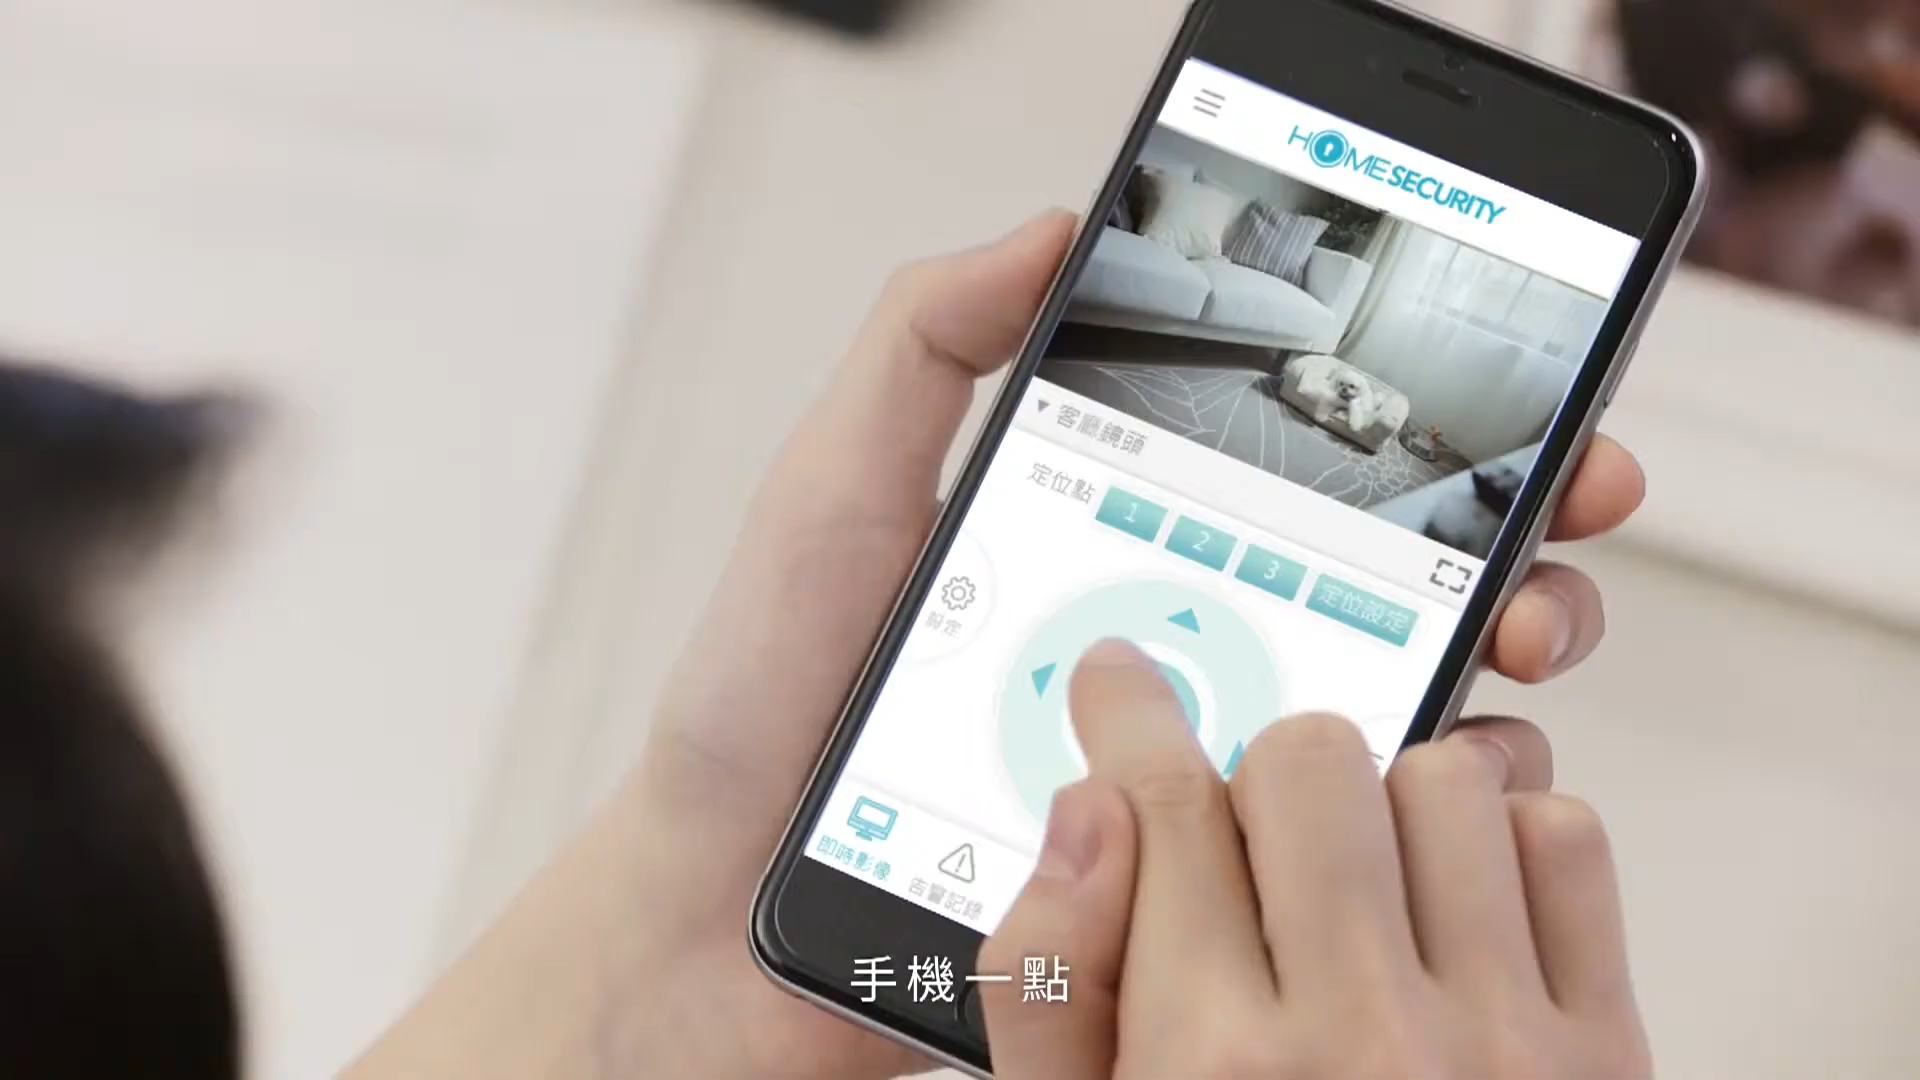 HOME SECURITY
客廳鏡頭
定位點 1 2 3 定位設定
設定
即時影像
告警記錄
手機一點